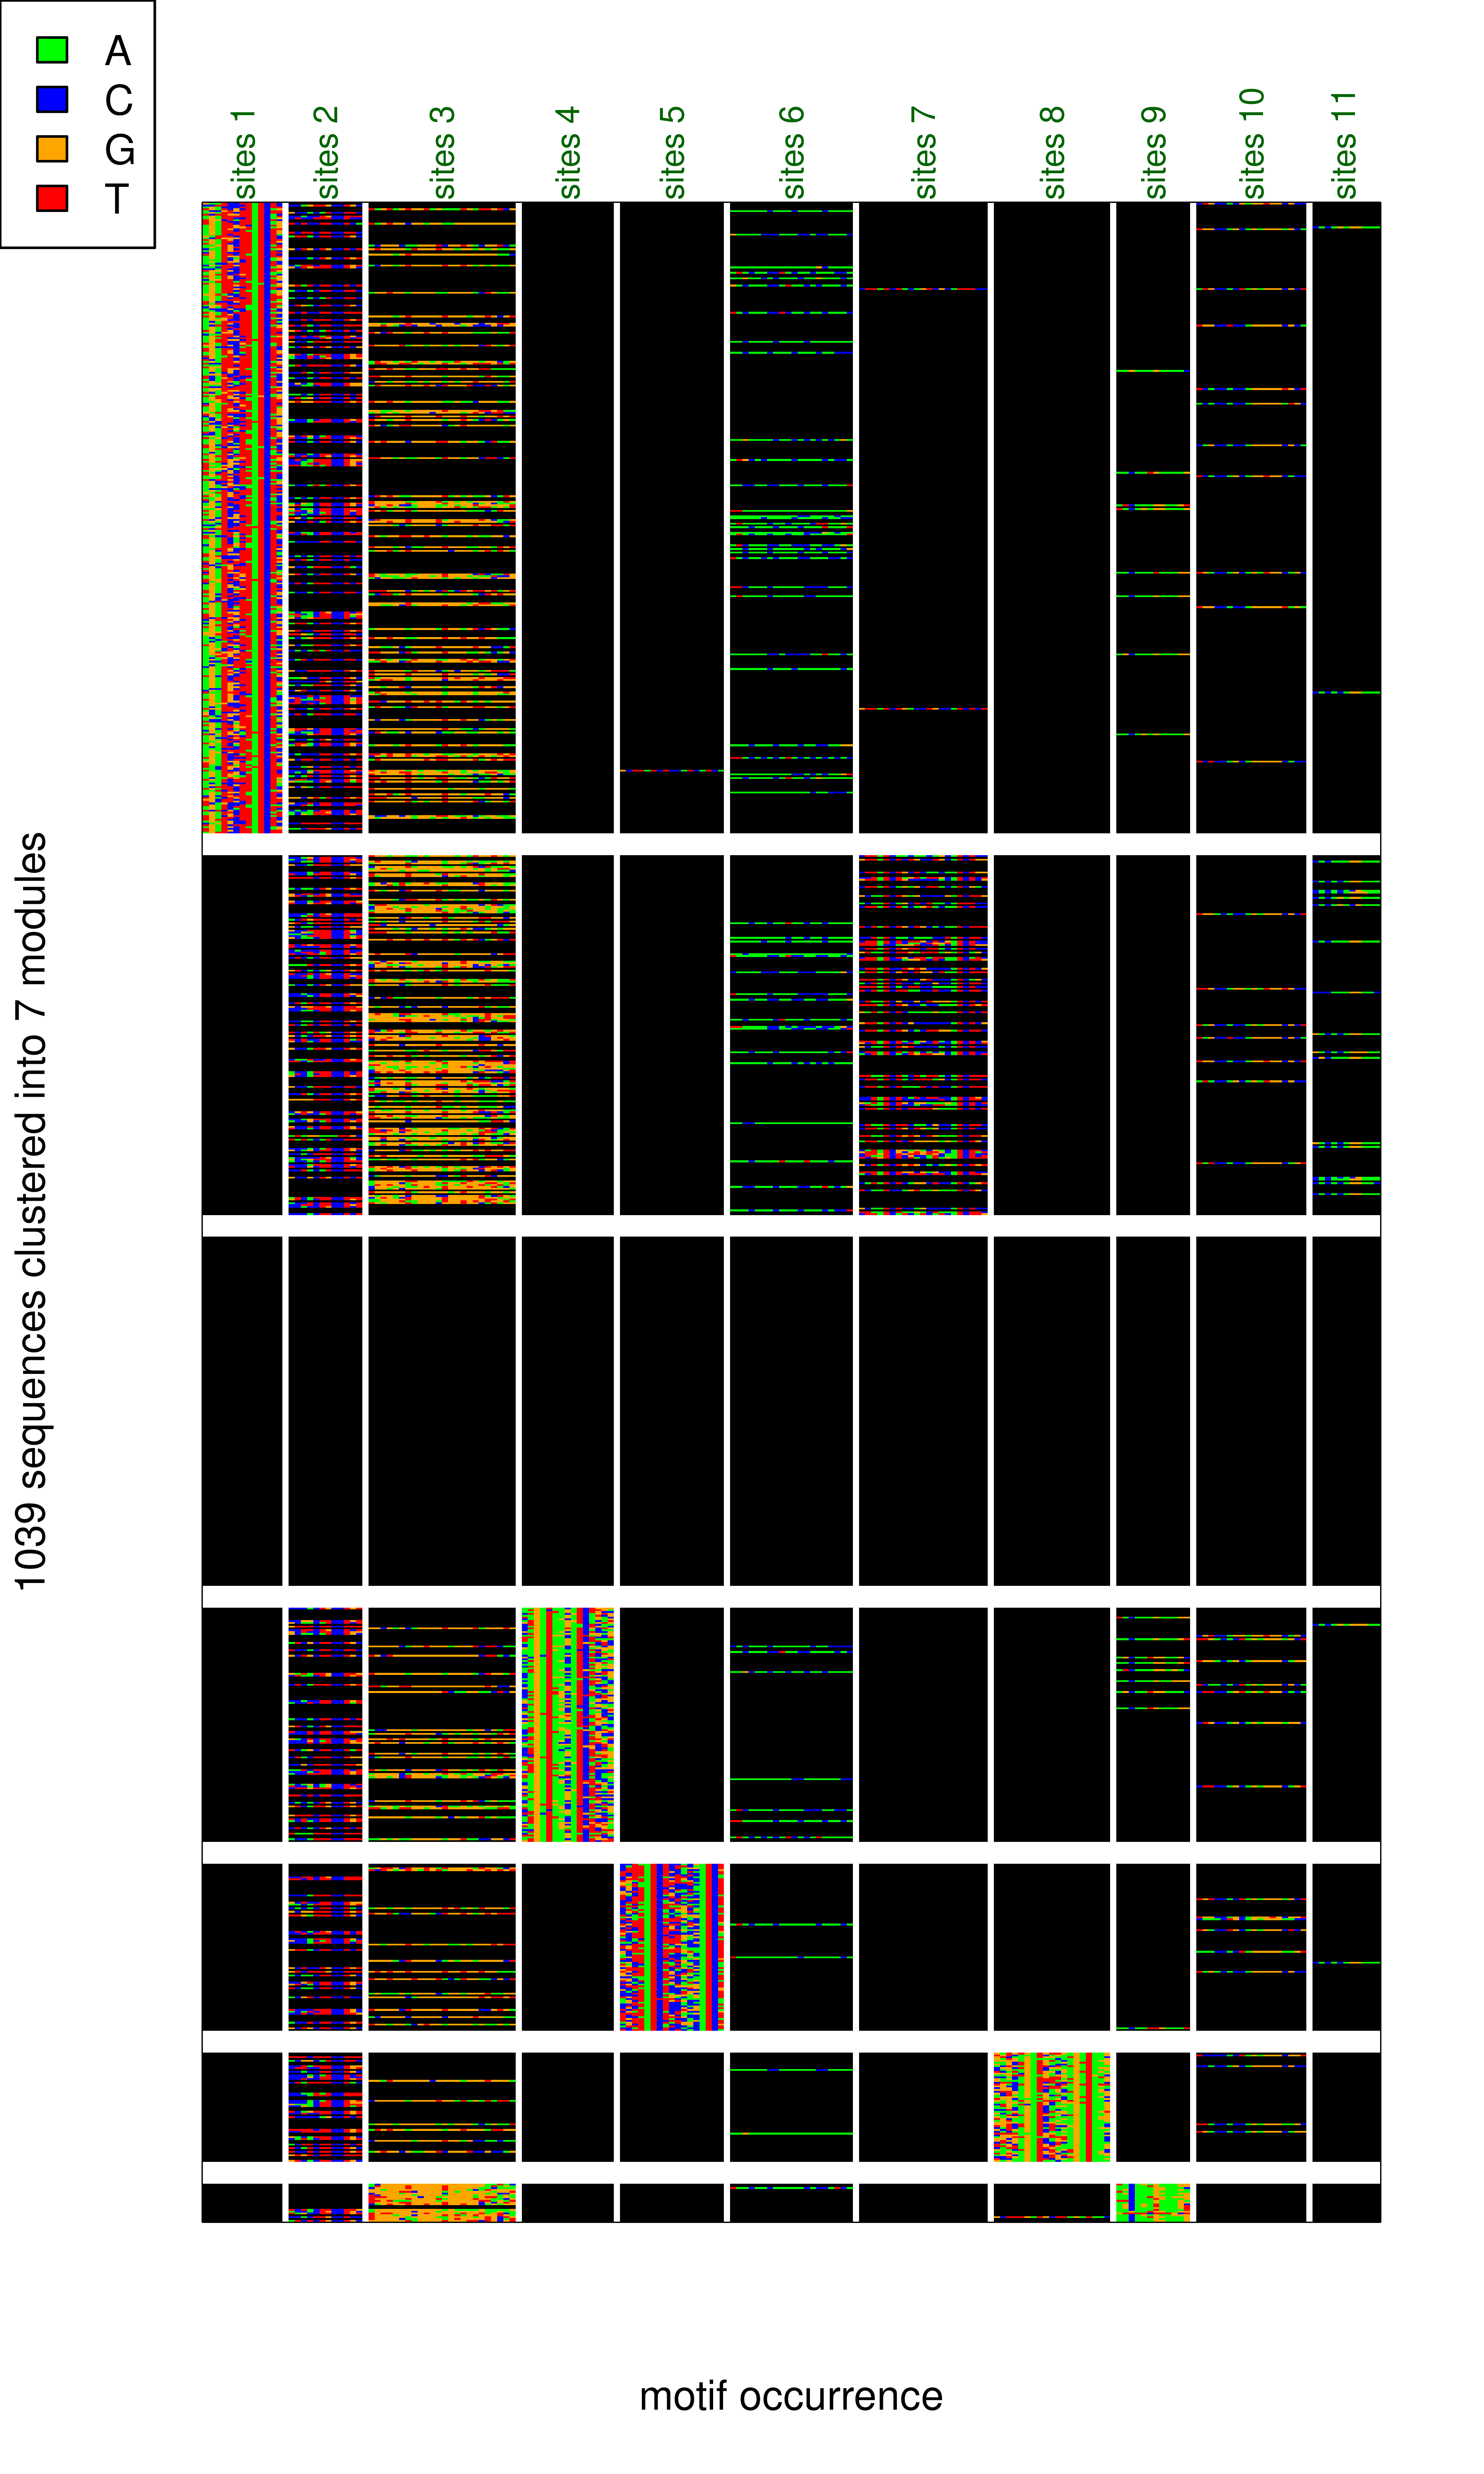 A
C
G
T
sites 1
sites 2
sites 3
sites 4
sites 5
sites 6
sites 7
sites 8
sites 9
sites 10
sites 11
1039 sequences clustered into 7 modules
motif occurrence